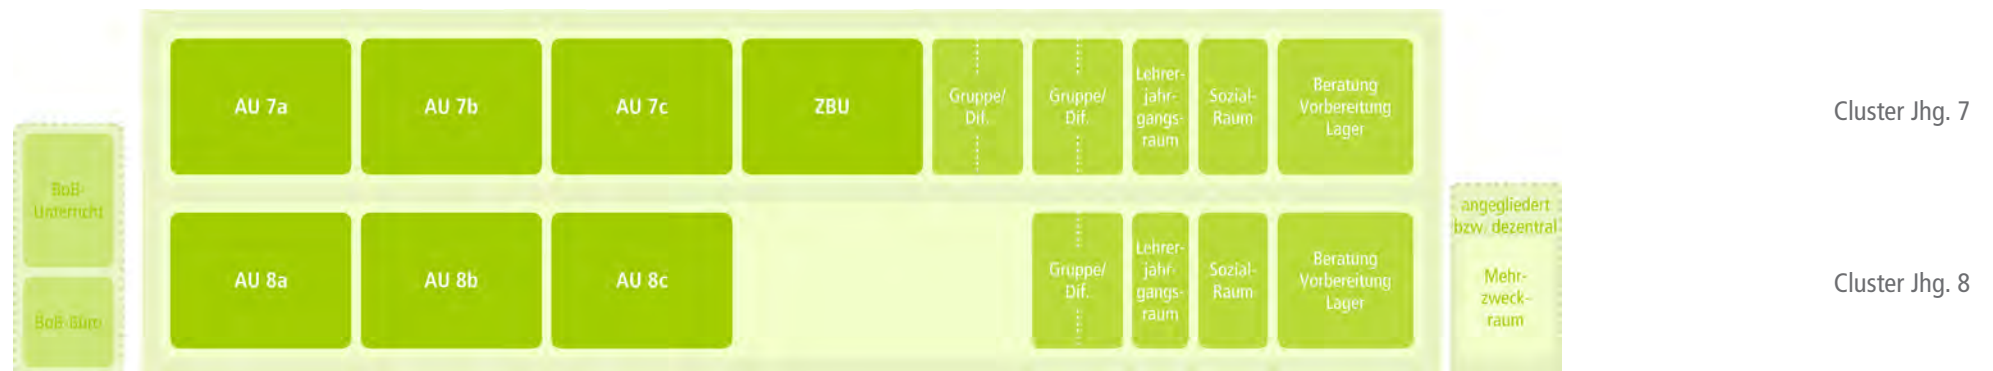 AU 7a
AU 7b
AU 7c
ZBU
Gruppe/
Dif.
Gruppe/
Dif.
Lehrer-
jahr-
gangs-
raum
Sozial-
Raum
Beratung
Vorbereitung
Lager
Cluster Jhg. 7
BoB-
Unterricht
BoB-Büro
AU 8a
AU 8b
AU 8c
Gruppe/
Dif.
Lehrer-
jahr-
gangs-
raum
Sozial-
Raum
Beratung
Vorbereitung
Lager
angegliedert
bzw. dezentral
Mehr-
zweck-
raum
Cluster Jhg. 8